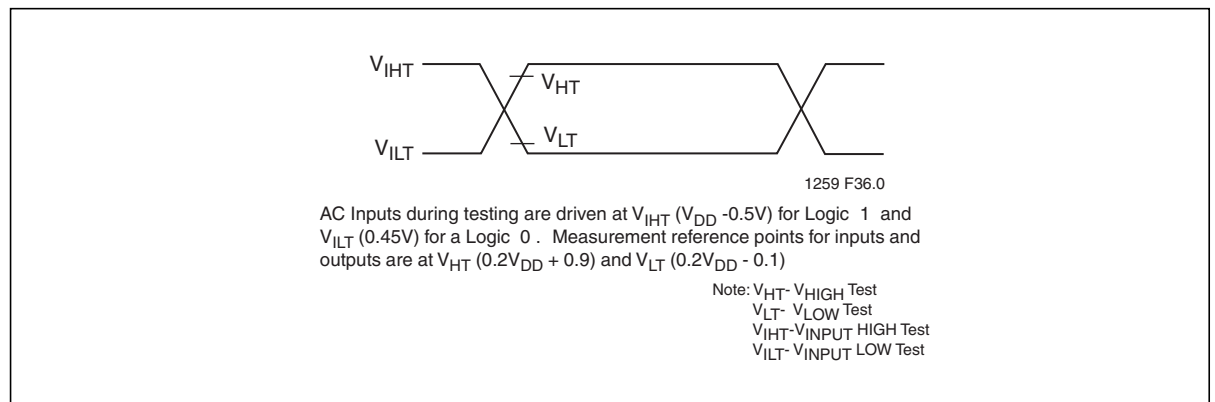 VIHT
VHT
VLT
VILT
1259 F36.0
AC Inputs during testing are driven at VIHT (VDD -0.5V) for Logic 1 and
VILT (0.45V) for a Logic 0 . Measurement reference points for inputs and
outputs are at VHT (0.2VDD + 0.9) and VLT (0.2VDD - 0.1)
Note: VHT- VHIGH Test
VLT- VLOW Test
VIHT-VINPUT HIGH Test
VILT- VINPUT LOW Test